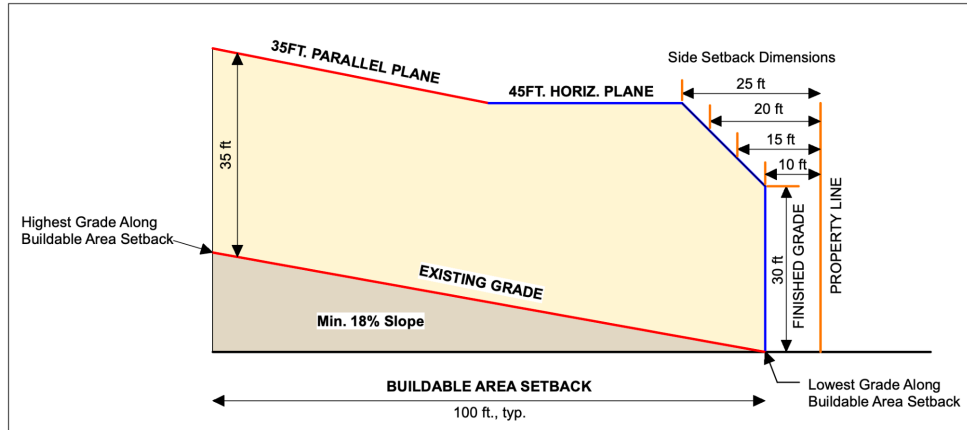 35FT. PARALLEL PLANE
Side Setback Dimensions
25 ft
45FT. HORIZ. PLANE
20 ft
15 ft
10 ft
35 ft
Highest Grade Along
Buildable Area Setback
EXISTING GRADE
30 ft
FINISHED GRADE
PROPERTY LINE
Min. 18% Slope
BUILDABLE AREA SETBACK
100 ft., typ.
Lowest Grade Along
Buildable Area Setback